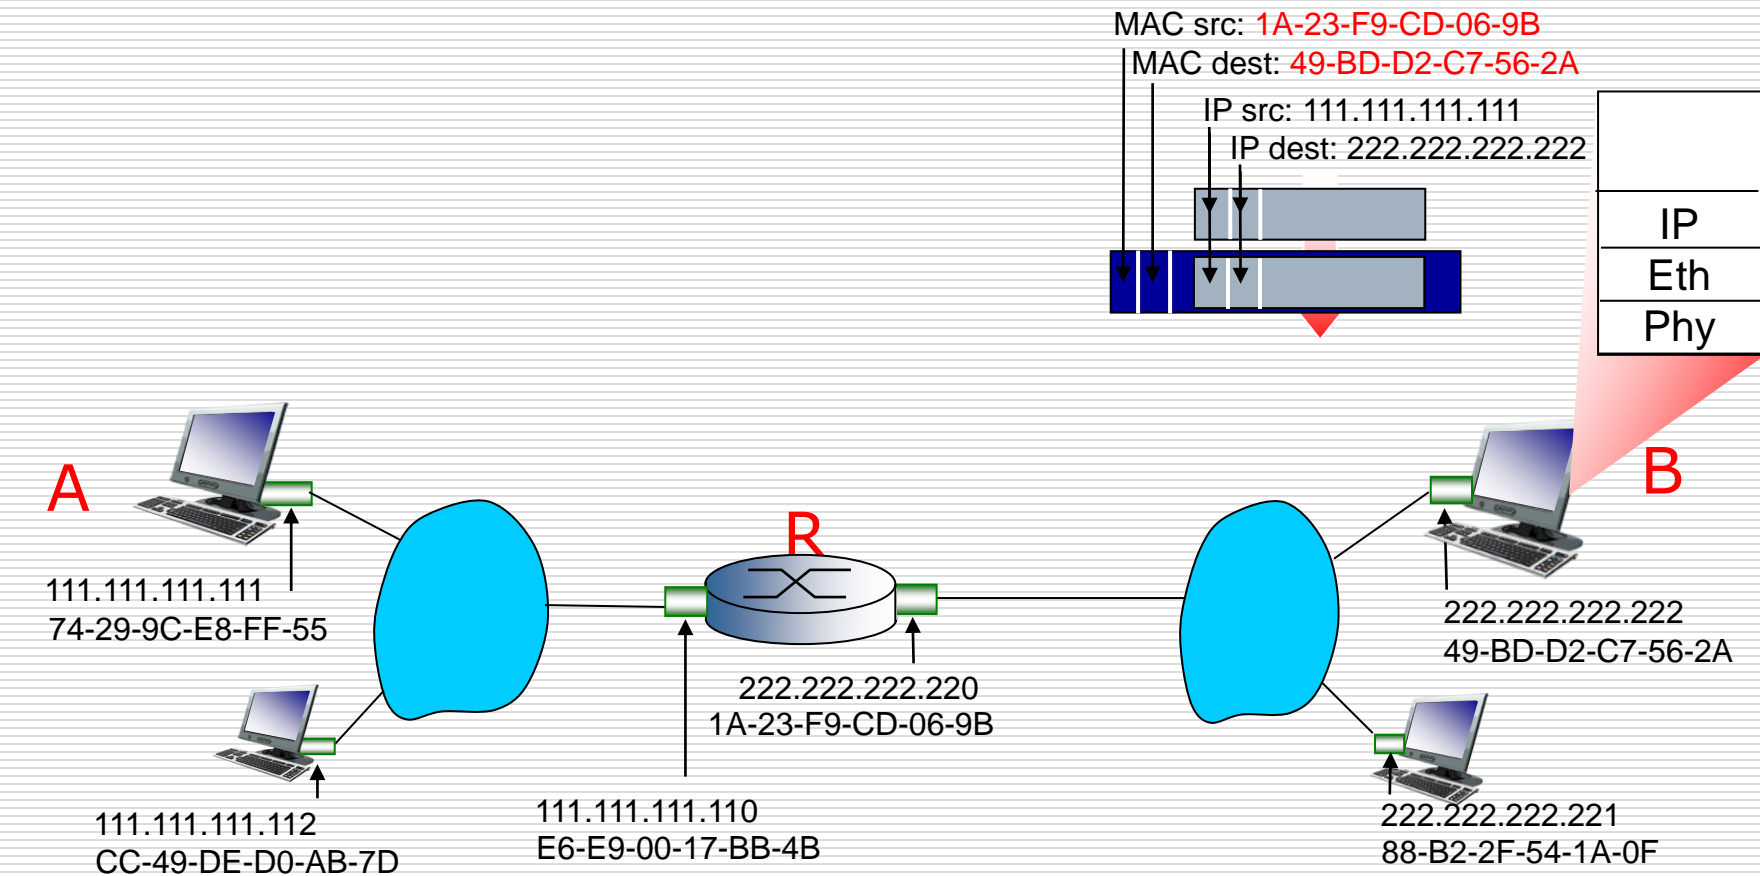 MAC src: 1A-23-F9-CD-06-9B
MAC dest: 49-BD-D2-C7-56-2A
IP src: 111.111.111.111
IP dest: 222.222.222.222
IP
Eth
Phy
A
R
B
111.111.111.111
74-29-9C-E8-FF-55
222.222.222.222
49-BD-D2-C7-56-2A
222.222.222.220
1A-23-F9-CD-06-9B
111.111.111.112
CC-49-DE-D0-AB-7D
111.111.111.110
E6-E9-00-17-BB-4B
222.222.222.221
88-B2-2F-54-1A-0F